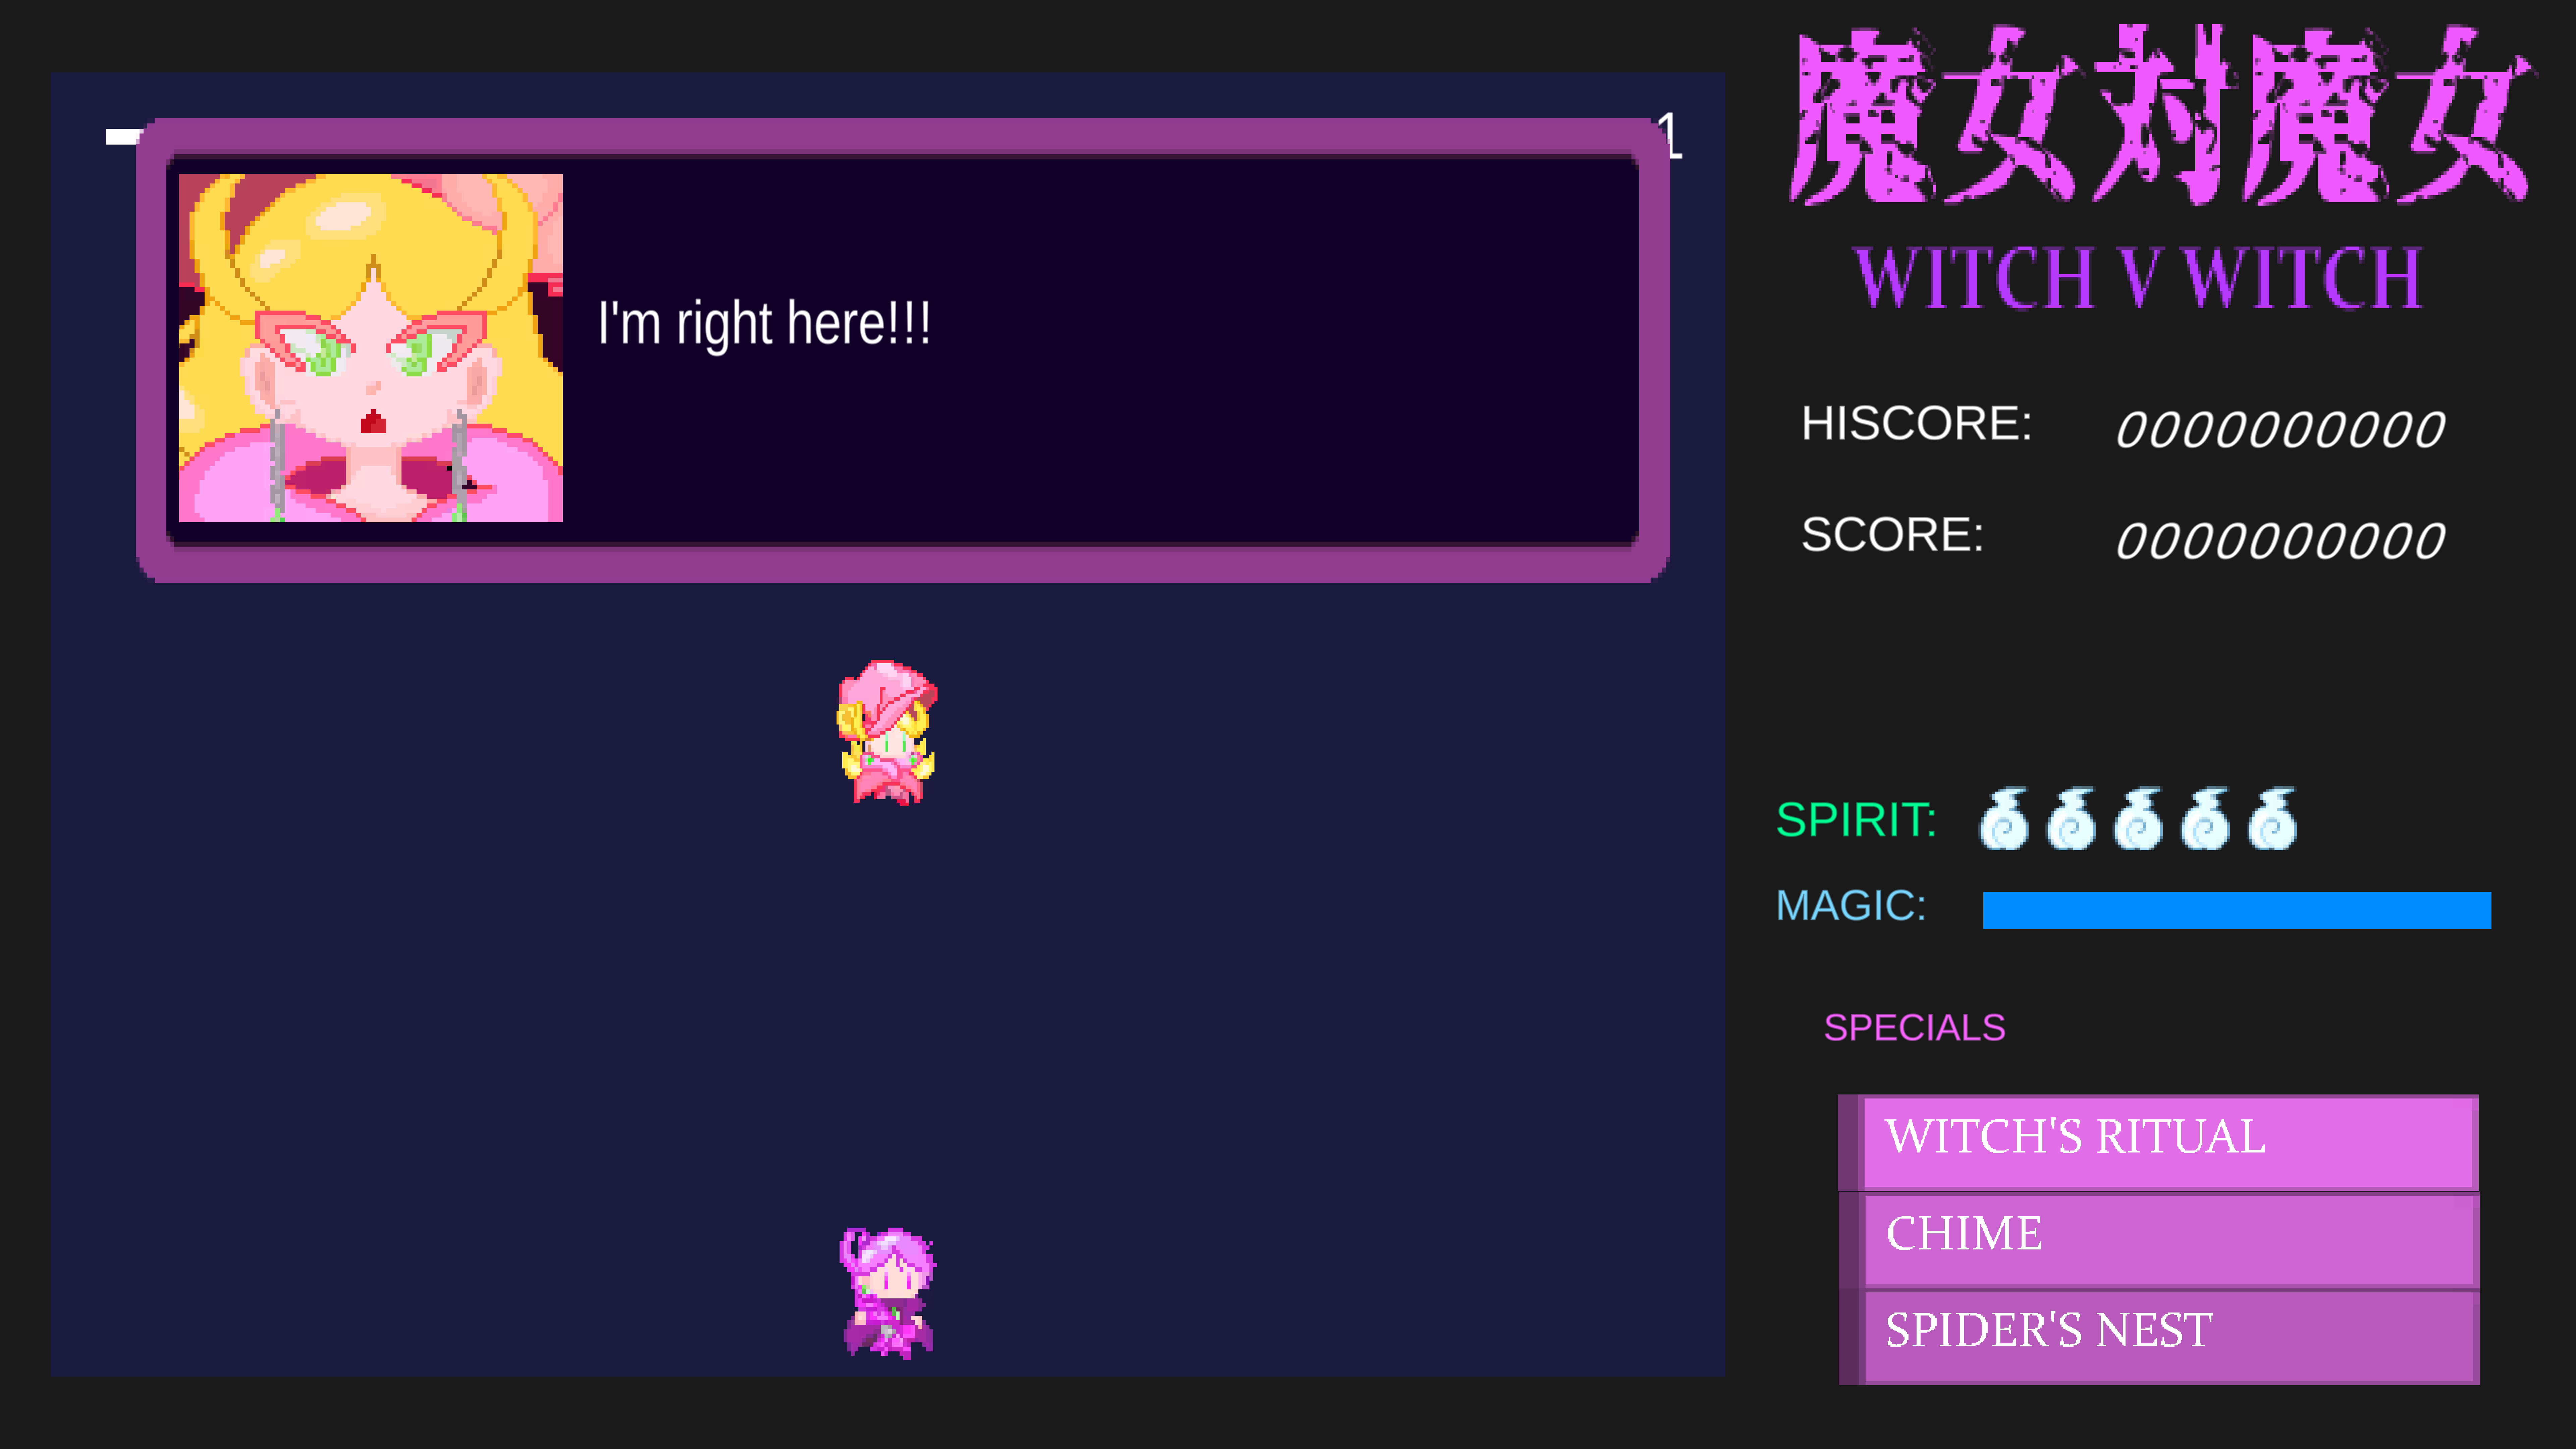 魔女対魔女
WITCH V WITCH
1
I'm right here!!!
HISCORE: 0000000000
SCORE: 0000000000
SPIRIT:
MAGIC:
SPECIALS
WITCH'S RITUAL
CHIME
SPIDER'S NEST